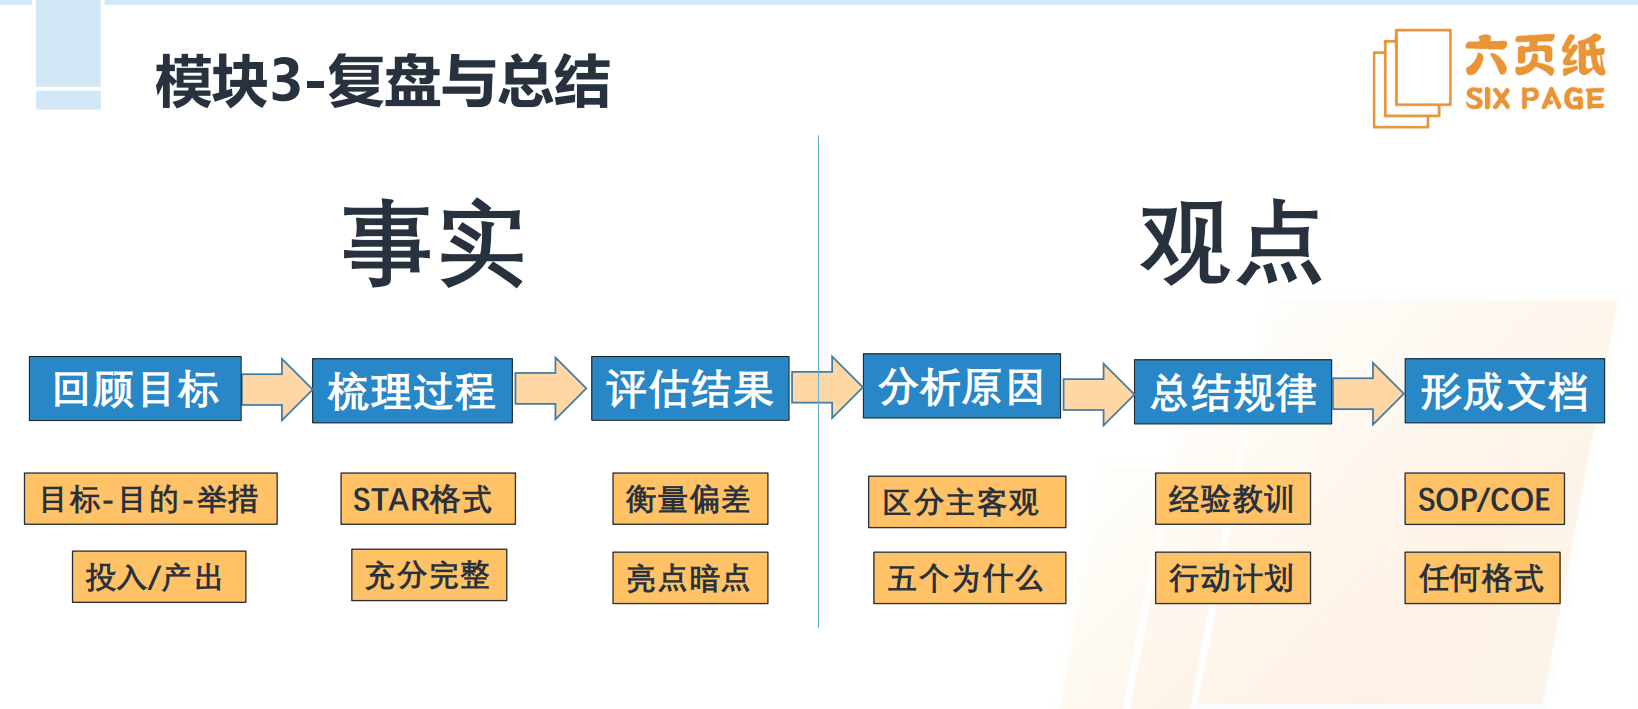 模块3-复盘与总结
六页纸
SIX PAGE
事实
观点
回顾目标
梳理过程
评估结果
分析原因
总结规律
形成文档
目标-目的-举措
STAR格式
衡量偏差
区分主客观
经验教训
SOP/COE
投入/产出
充分完整
亮点暗点
五个为什么
行动计划
任何格式